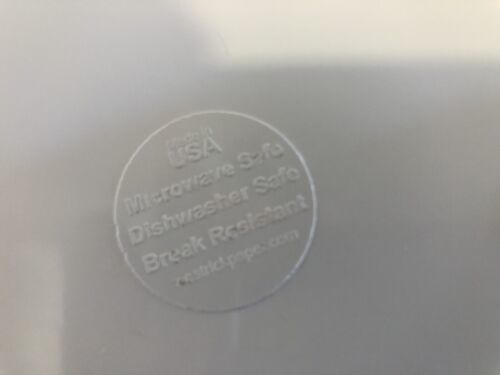 Made in
USA
Microwave Safe
Dishwasher Safe
Break Resistant